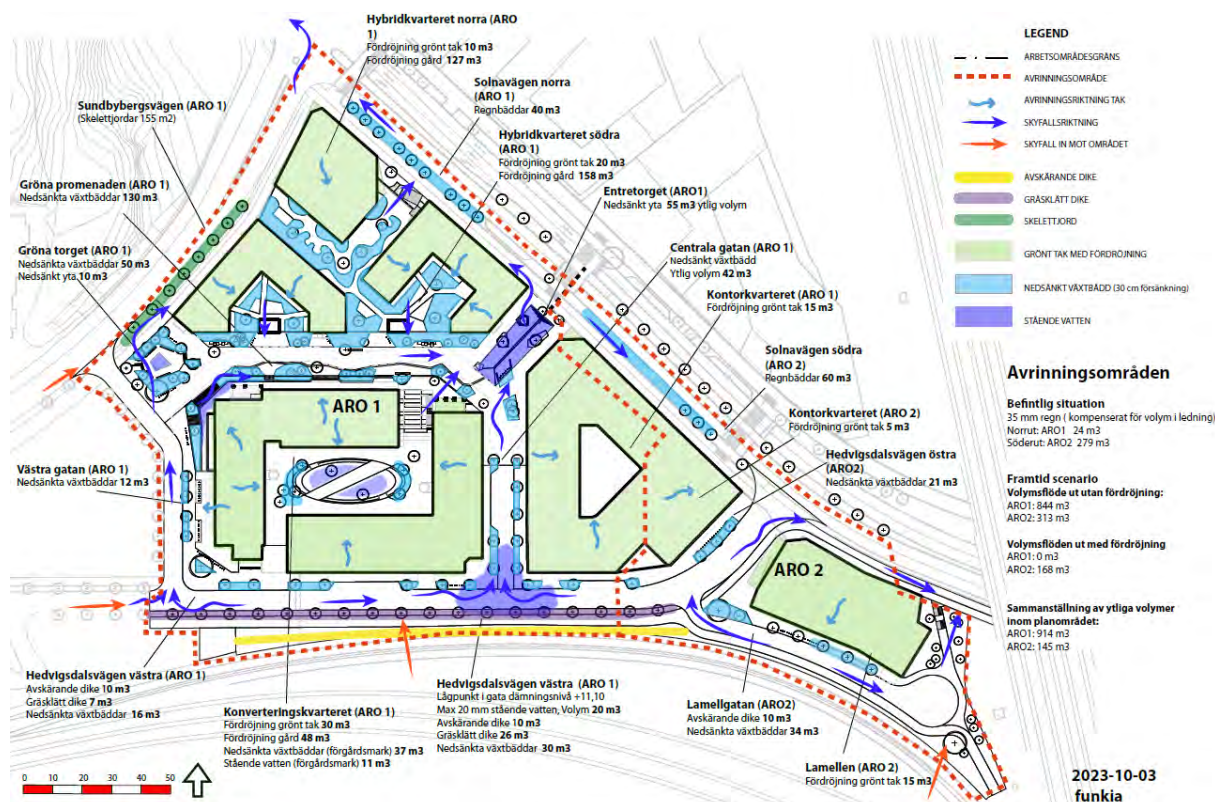 Hybridkvarteret norra (ARO
1)
Fördröjning grönt tak 10 m3
Fördröjning gård 127 m3
Solnavägen norra
(ARO 1)
Regnbäddar 40 m3
Sundbybergsvägen (ARO 1)
(Skelettjordar 155 m2)
Hybridkvarteret södra
(ARO 1)
Fördröjning grönt tak 20 m3
Fördröjning gård 158 m3
Gröna promenaden (ARO 1)
Nedsänkta växtbäddar 130 m3
Entretorget (ARO1)
Nedsänkt yta 55 m3 ytlig volym
Gröna torget (ARO 1)
Nedsänkta växtbäddar 50 m3
Nedsänkt yta 10 m3
Centrala gatan (ARO 1)
Nedsänkt växtbädd
Ytlig volym 42 m3
Kontorkvarteret (ARO 1)
Fördröjning grönt tak 15 m3
Solnavägen södra
(ARO 2)
Regnbäddar 60 m3
Kontorkvarteret (ARO 2)
Fördröjning grönt tak 5 m3
Hedvigsdalsvägen östra
(ARO2)
Nedsänkta växtbäddar 21 m3
ARO 1
Västra gatan (ARO 1)
Nedsänkta växtbäddar 12 m3
ARO 2
Hedvigsdalsvägen västra (ARO 1)
Avskärande dike 10 m3
Gräsklätt dike 7 m3
Nedsänkta växtbäddar 16 m3
Konverteringskvarteret (ARO 1)
Fördröjning grönt tak 30 m3
Fördröjning gård 48 m3
Nedsänkta växtbäddar (förgårdsmark) 37 m3
Stående vatten (förgårdsmark) 11 m3
Hedvigsdalsvägen västra (ARO 1)
Lågpunkt i gata dämningsnivå +11,10
Max 20 mm stående vatten, Volym 20 m3
Avskärande dike 10 m3
Gräsklätt dike 26 m3
Nedsänkta växtbäddar 30 m3
Lamellgatan (ARO2)
Avskärande dike 10 m3
Nedsänkta växtbäddar 34 m3
Lamellen (ARO 2)
Fördröjning grönt tak 15 m3
0 10 20 30 40 50
LEGEND
ARBETSOMRÅDESGRÄNS
AVRINNINGSOMRÅDE
AVRINNINGSRIKTNING TAK
SKYFALLSRIKTNING
SKYFALL IN MOT OMRÅDET
AVSKÄRANDE DIKE
GRÄSKLÄTT DIKE
SKELETTJORD
GRÖNT TAK MED FÖRDRÖJNING
NEDSÄNKT VÄXTBÄDD (30 cm försänkning)
STÅENDE VATTEN
Avrinningsområden
Befintlig situation
35 mm regn ( kompenserat för volym i ledning)
Norrut: ARO1 24 m3
Söderut: ARO2 279 m3
Framtid scenario
Volymsflöde ut utan fördröjning:
ARO1: 844 m3
ARO2: 313 m3
Volymsflöden ut med fördröjning
ARO1: 0 m3
ARO2: 168 m3
Sammanställning av ytliga volymer
inom planområdet:
ARO1: 914 m3
ARO2: 145 m3
2023-10-03
funkia